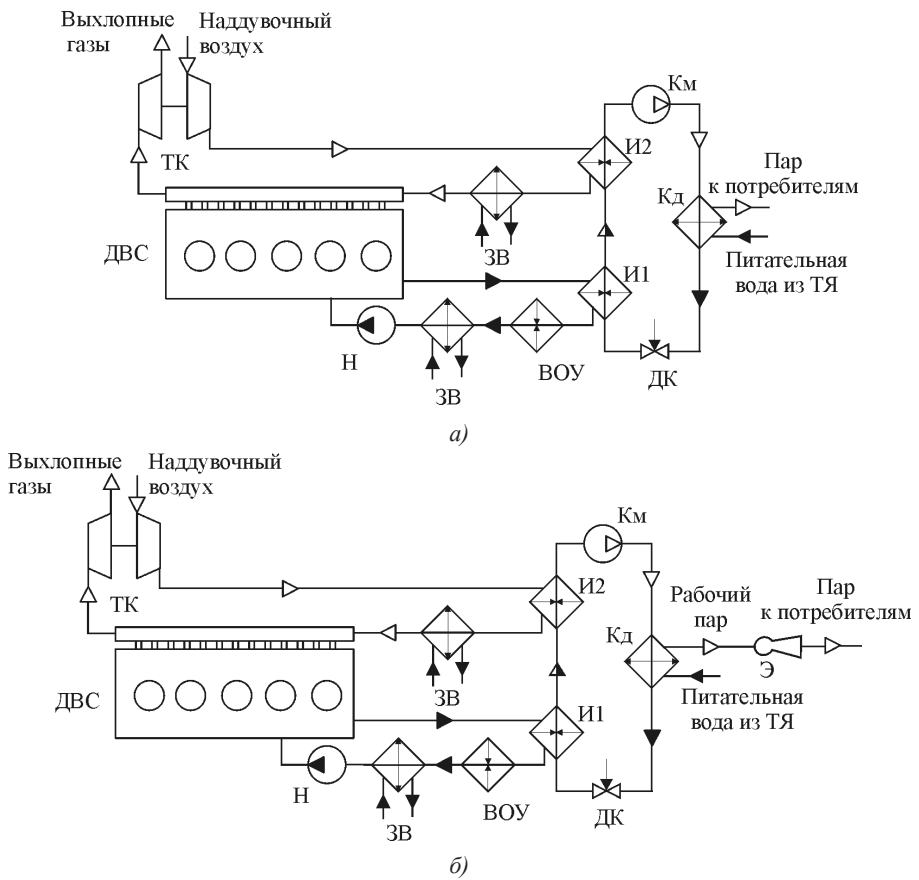 Выхлопные
газы
Наддувочный
воздух
Км
ТК
И2
Пар
к потребителям
Кд
ДВС
ЗВ
И1
Питательная
вода из ТЯ
Н
ВОУ
ДК
ЗВ
а)
Выхлопные
газы
Наддувочный
воздух
Км
ТК
И2
Рабочий
пар
Пар
к потребителям
Кд
Э
ДВС
ЗВ
И1
Питательная
вода из ТЯ
Н
ВОУ
ДК
ЗВ
б)